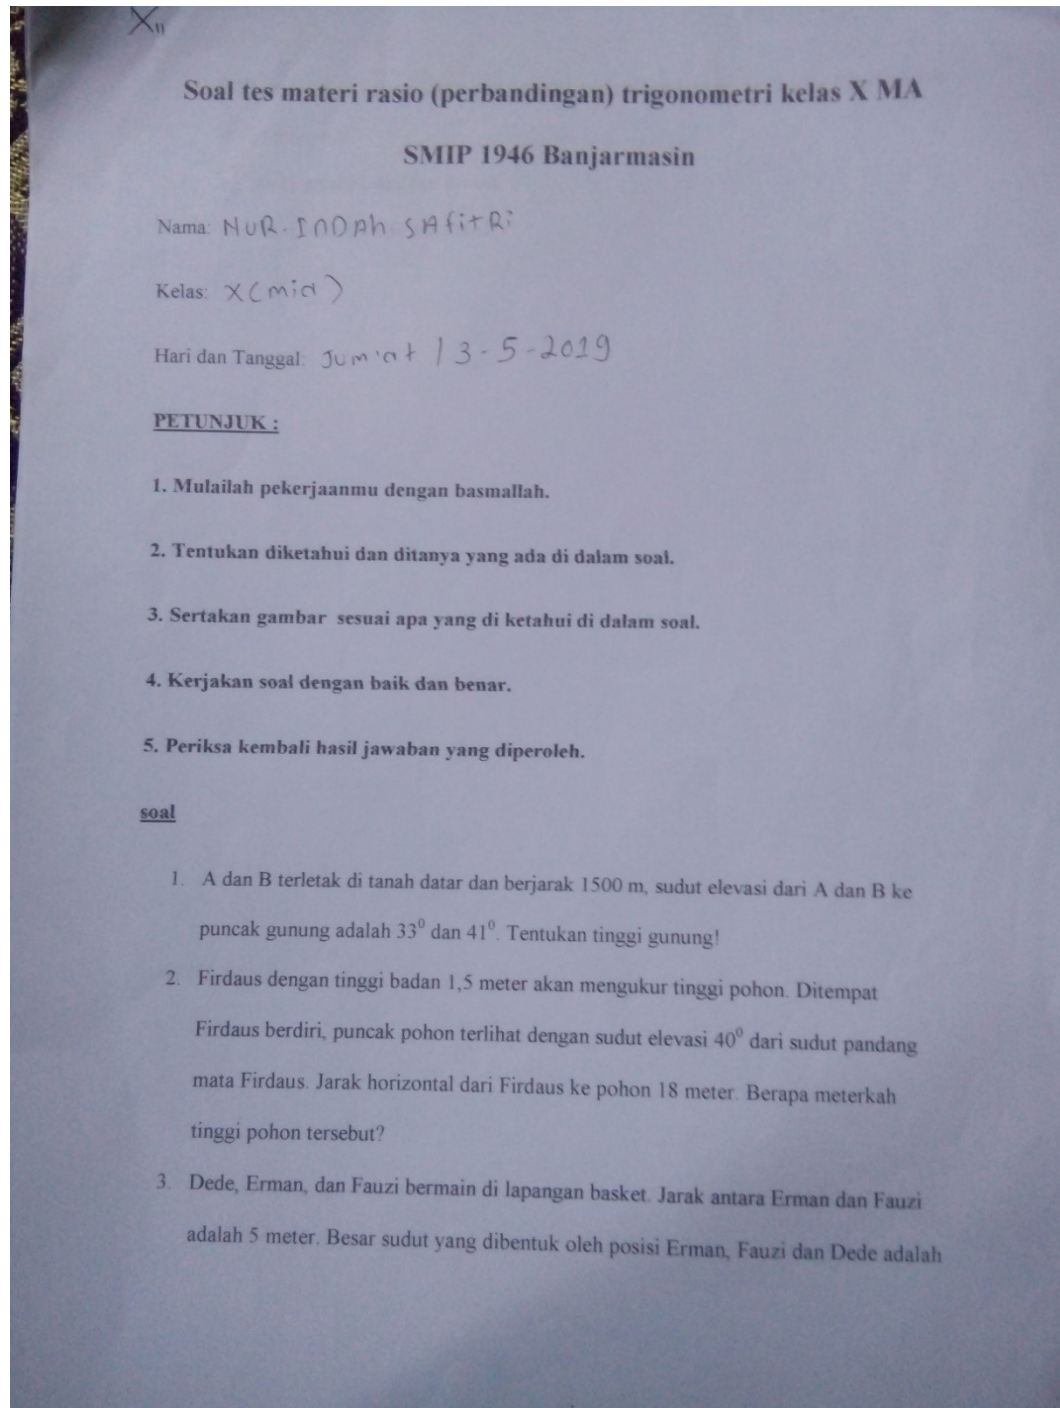 X11
Soal tes materi rasio (perbandingan) trigonometri kelas X MA
SMIP 1946 Banjarmasin
Nama: NUR. INDAh. SAfitRi
Kelas: X (mia)
Hari dan Tanggal: Jum'at / 3-5-2019
PETUNJUK :
1. Mulailah pekerjaanmu dengan basmallah.
2. Tentukan diketahui dan ditanya yang ada di dalam soal.
3. Sertakan gambar sesuai apa yang di ketahui di dalam soal.
4. Kerjakan soal dengan baik dan benar.
5. Periksa kembali hasil jawaban yang diperoleh.
soal
1. A dan B terletak di tanah datar dan berjarak 1500 m, sudut elevasi dari A dan B ke
puncak gunung adalah 33⁰ dan 41⁰. Tentukan tinggi gunung!
2. Firdaus dengan tinggi badan 1,5 meter akan mengukur tinggi pohon. Ditempat
Firdaus berdiri, puncak pohon terlihat dengan sudut elevasi 40⁰ dari sudut pandang
mata Firdaus. Jarak horizontal dari Firdaus ke pohon 18 meter. Berapa meterkah
tinggi pohon tersebut?
3. Dede, Erman, dan Fauzi bermain di lapangan basket. Jarak antara Erman dan Fauzi
adalah 5 meter. Besar sudut yang dibentuk oleh posisi Erman, Fauzi dan Dede adalah